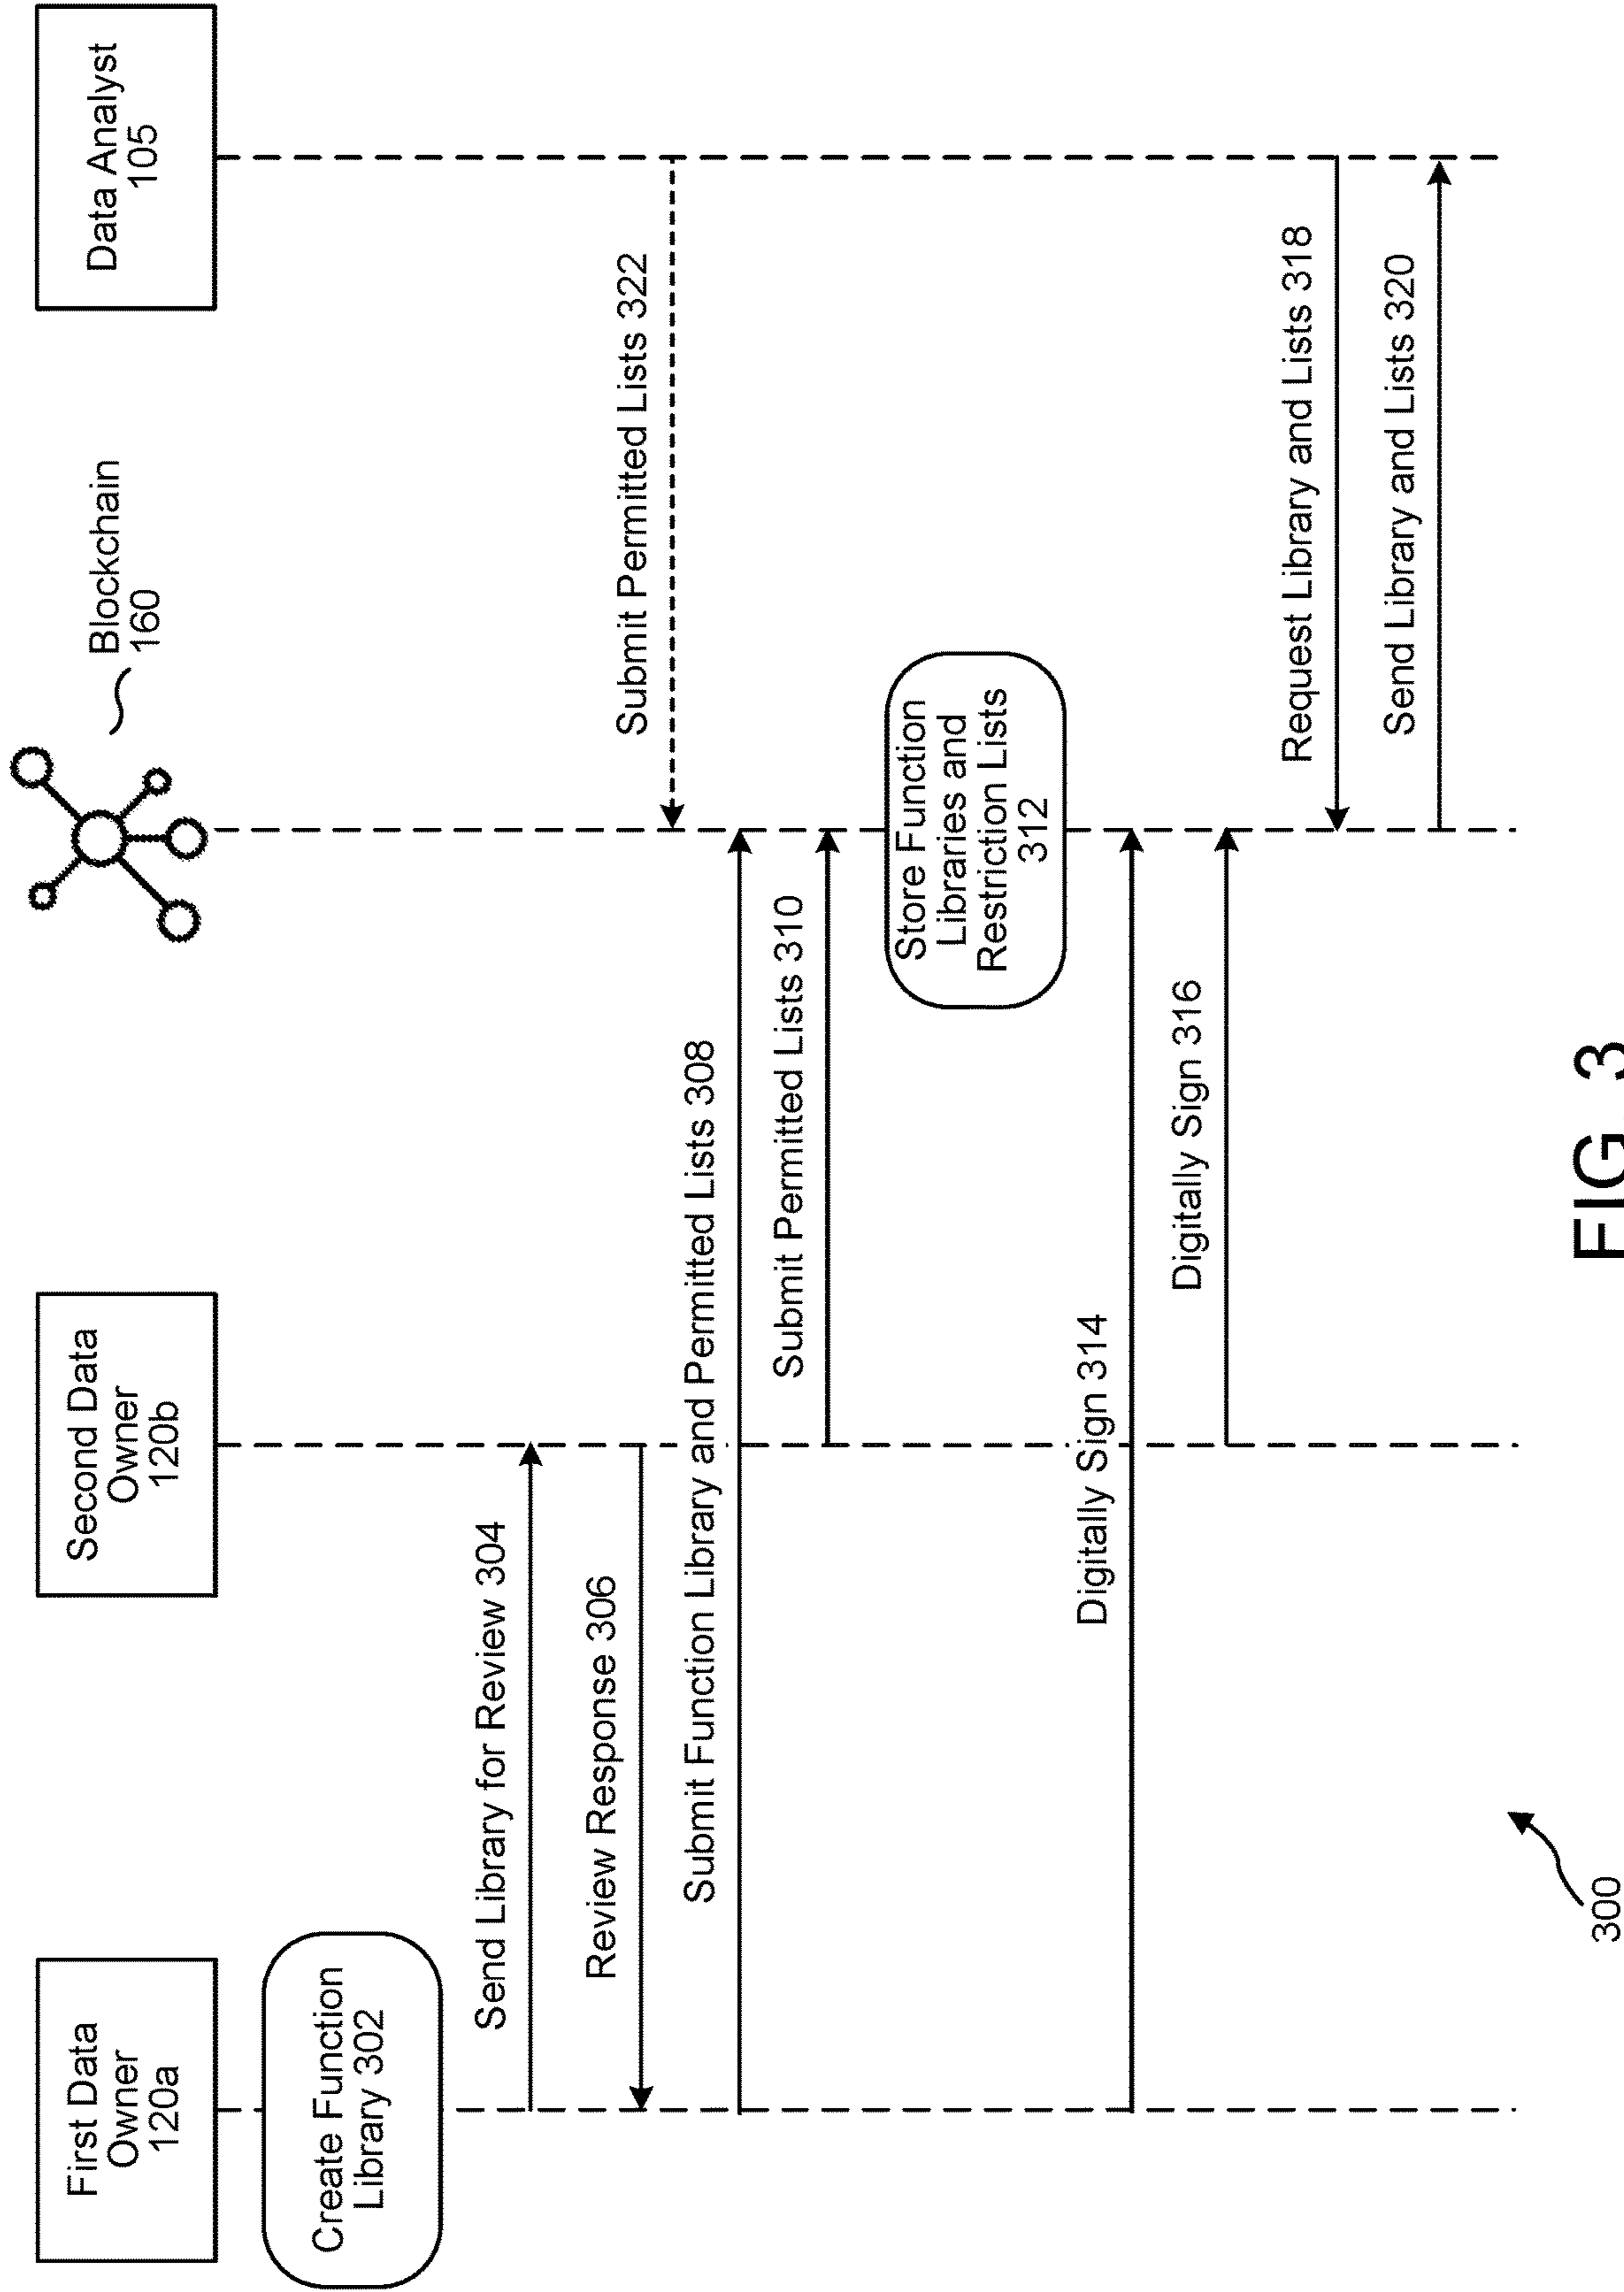 First Data
Owner
120a
Second Data
Owner
120b
Blockchain
160
Data Analyst
105
Create Function
Library 302
Send Library for Review 304
Review Response 306
Submit Permitted Lists 322
Submit Function Library and Permitted Lists 308
Submit Permitted Lists 310
Store Function
Libraries and
Restriction Lists
312
Digitally Sign 314
Digitally Sign 316
Request Library and Lists 318
Send Library and Lists 320
300
FIG. 3